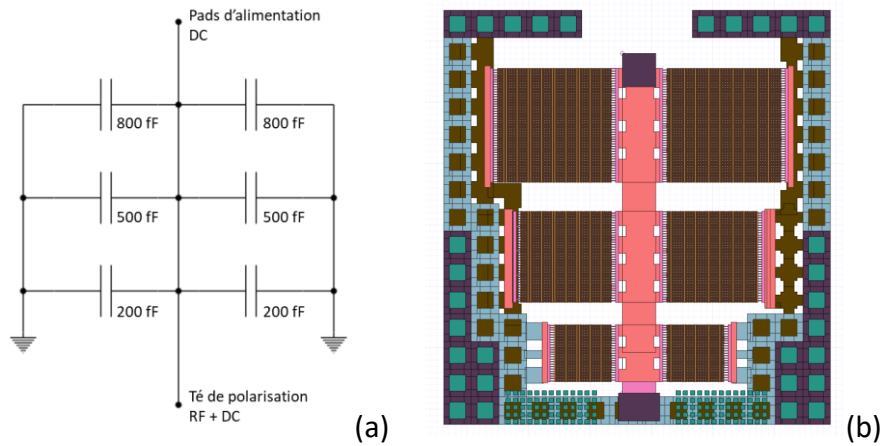 Pads d'alimentation
DC
800 fF
800 fF
500 fF
500 fF
200 fF
200 fF
Té de polarisation
RF + DC
(a)
(b)